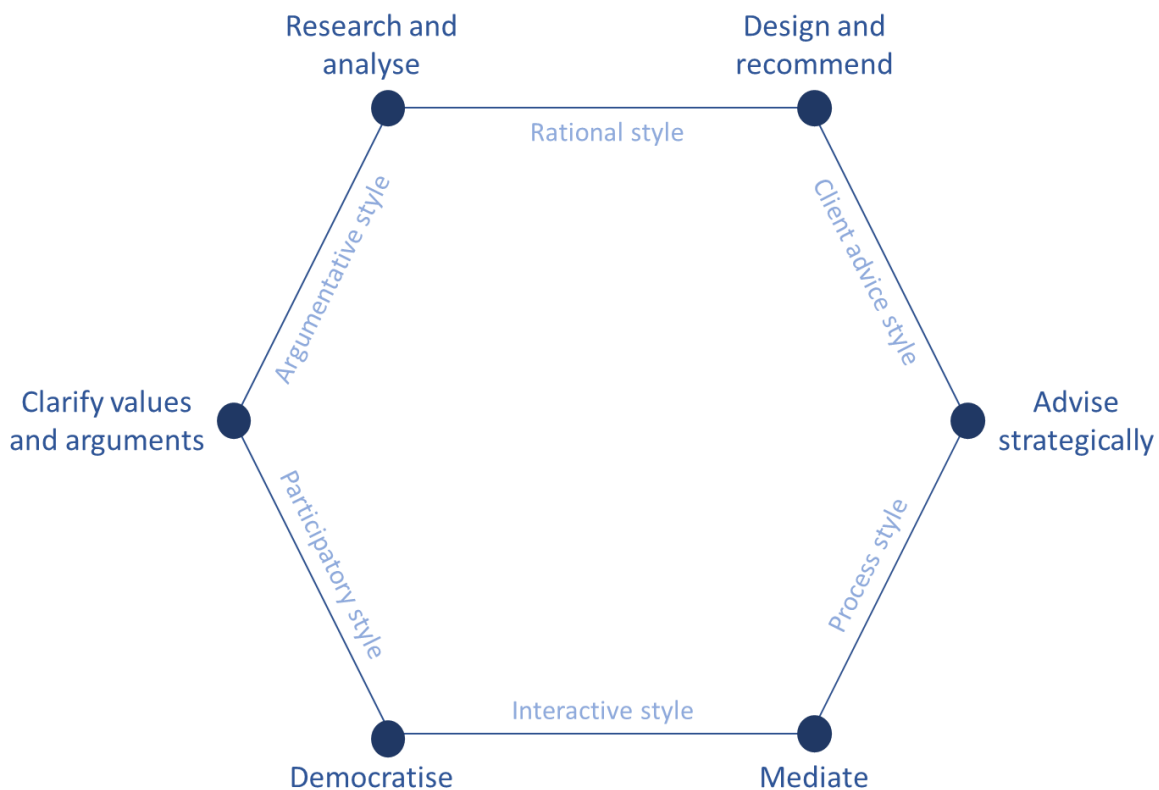 Research and
analyse
Design and
recommend
Rational style
Argumentative style
Client advice style
Clarify values
and arguments
Advise
strategically
Participatory style
Process style
Interactive style
Democratise
Mediate